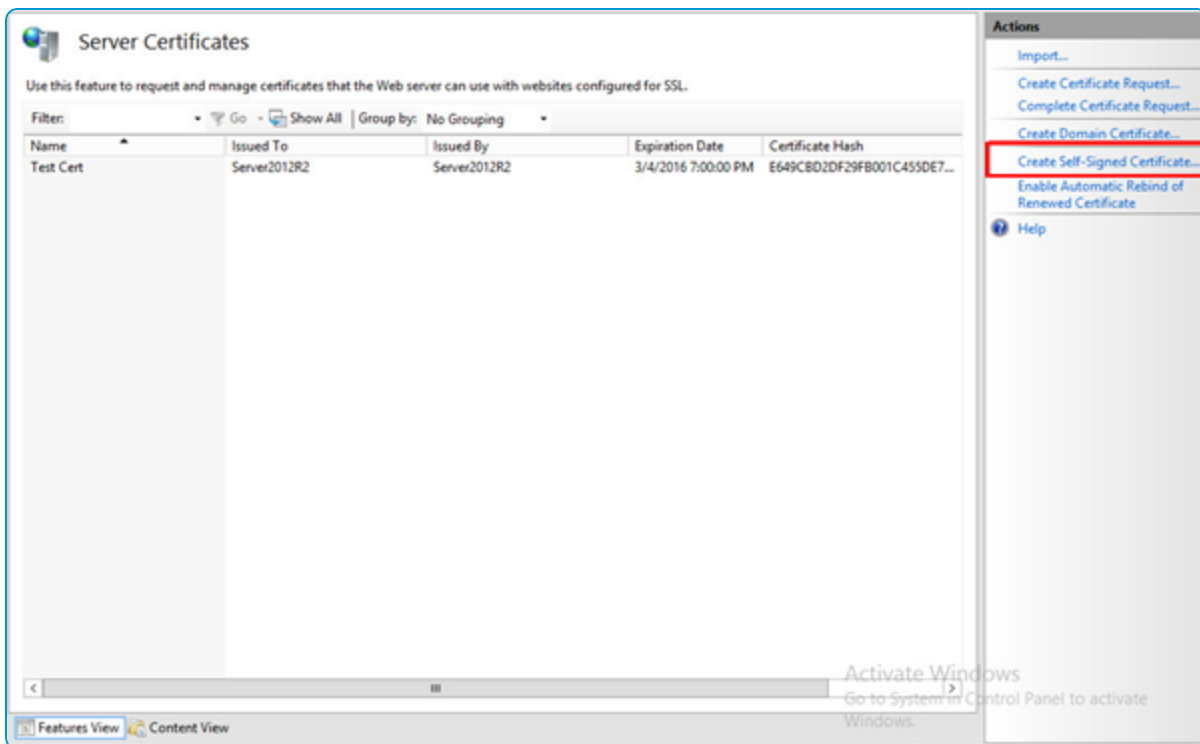 Server Certificates
Use this feature to request and manage certificates that the Web server can use with websites configured for SSL.
Filter: Go Show All Group by: No Grouping
Name Issued To Issued By Expiration Date Certificate Hash
Test Cert Server2012R2 Server2012R2 3/4/2016 7:00:00 PM E649CBD2DF29FB001C455DE7...
Features View Content View
Actions
Import...
Create Certificate Request...
Complete Certificate Request...
Create Domain Certificate...
Create Self-Signed Certificate...
Enable Automatic Rebind of
Renewed Certificate
Help
Activate Windows
Go to System in Control Panel to activate
Windows.